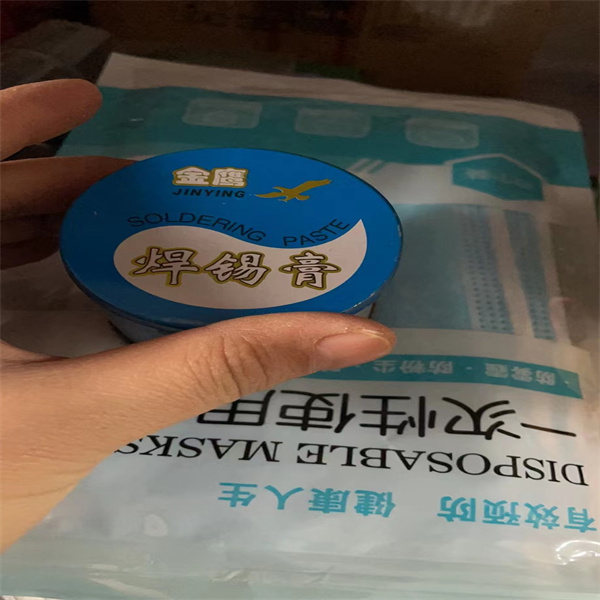 金鹰
JINYING
SOLDERING PASTE
焊锡膏
有效预防 健康人生
DISPOSABLE MASKS
一次性使用
防雾霾·防粉尘